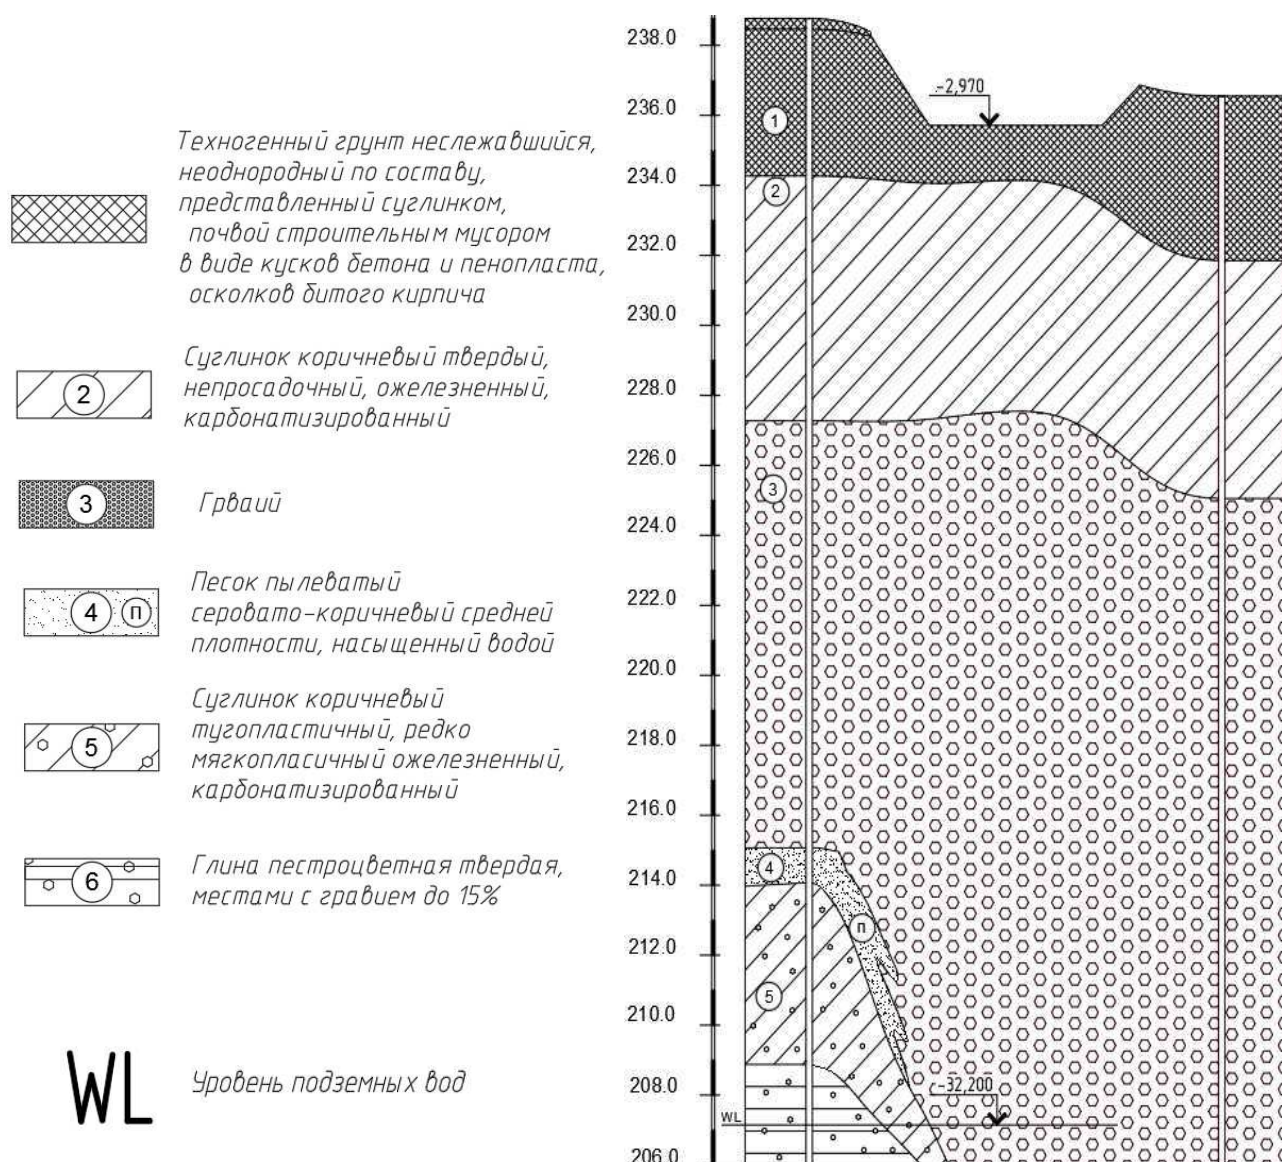 Техногенный грунт неслежавшийся,
неоднородный по составу,
представленный суглинком,
почвой строительным мусором
в виде кусков бетона и пенопласта,
осколков битого кирпича
2
Суглинок коричневый твердый,
непросадочный, ожелезненный,
карбонатизированный
3
Грваий
4 П
Песок пылеватый
серовато-коричневый средней
плотности, насыщенный водой
5
Суглинок коричневый
тугопластичный, редко
мягкопласичный ожелезненный,
карбонатизированный
6
Глина пестроцветная твердая,
местами с гравием до 15%
WL
Уровень подземных вод
238.0
236.0
234.0
232.0
230.0
228.0
226.0
224.0
222.0
220.0
218.0
216.0
214.0
212.0
210.0
208.0
206.0
-2,970
1
2
3
4
П
5
-32,200
WL